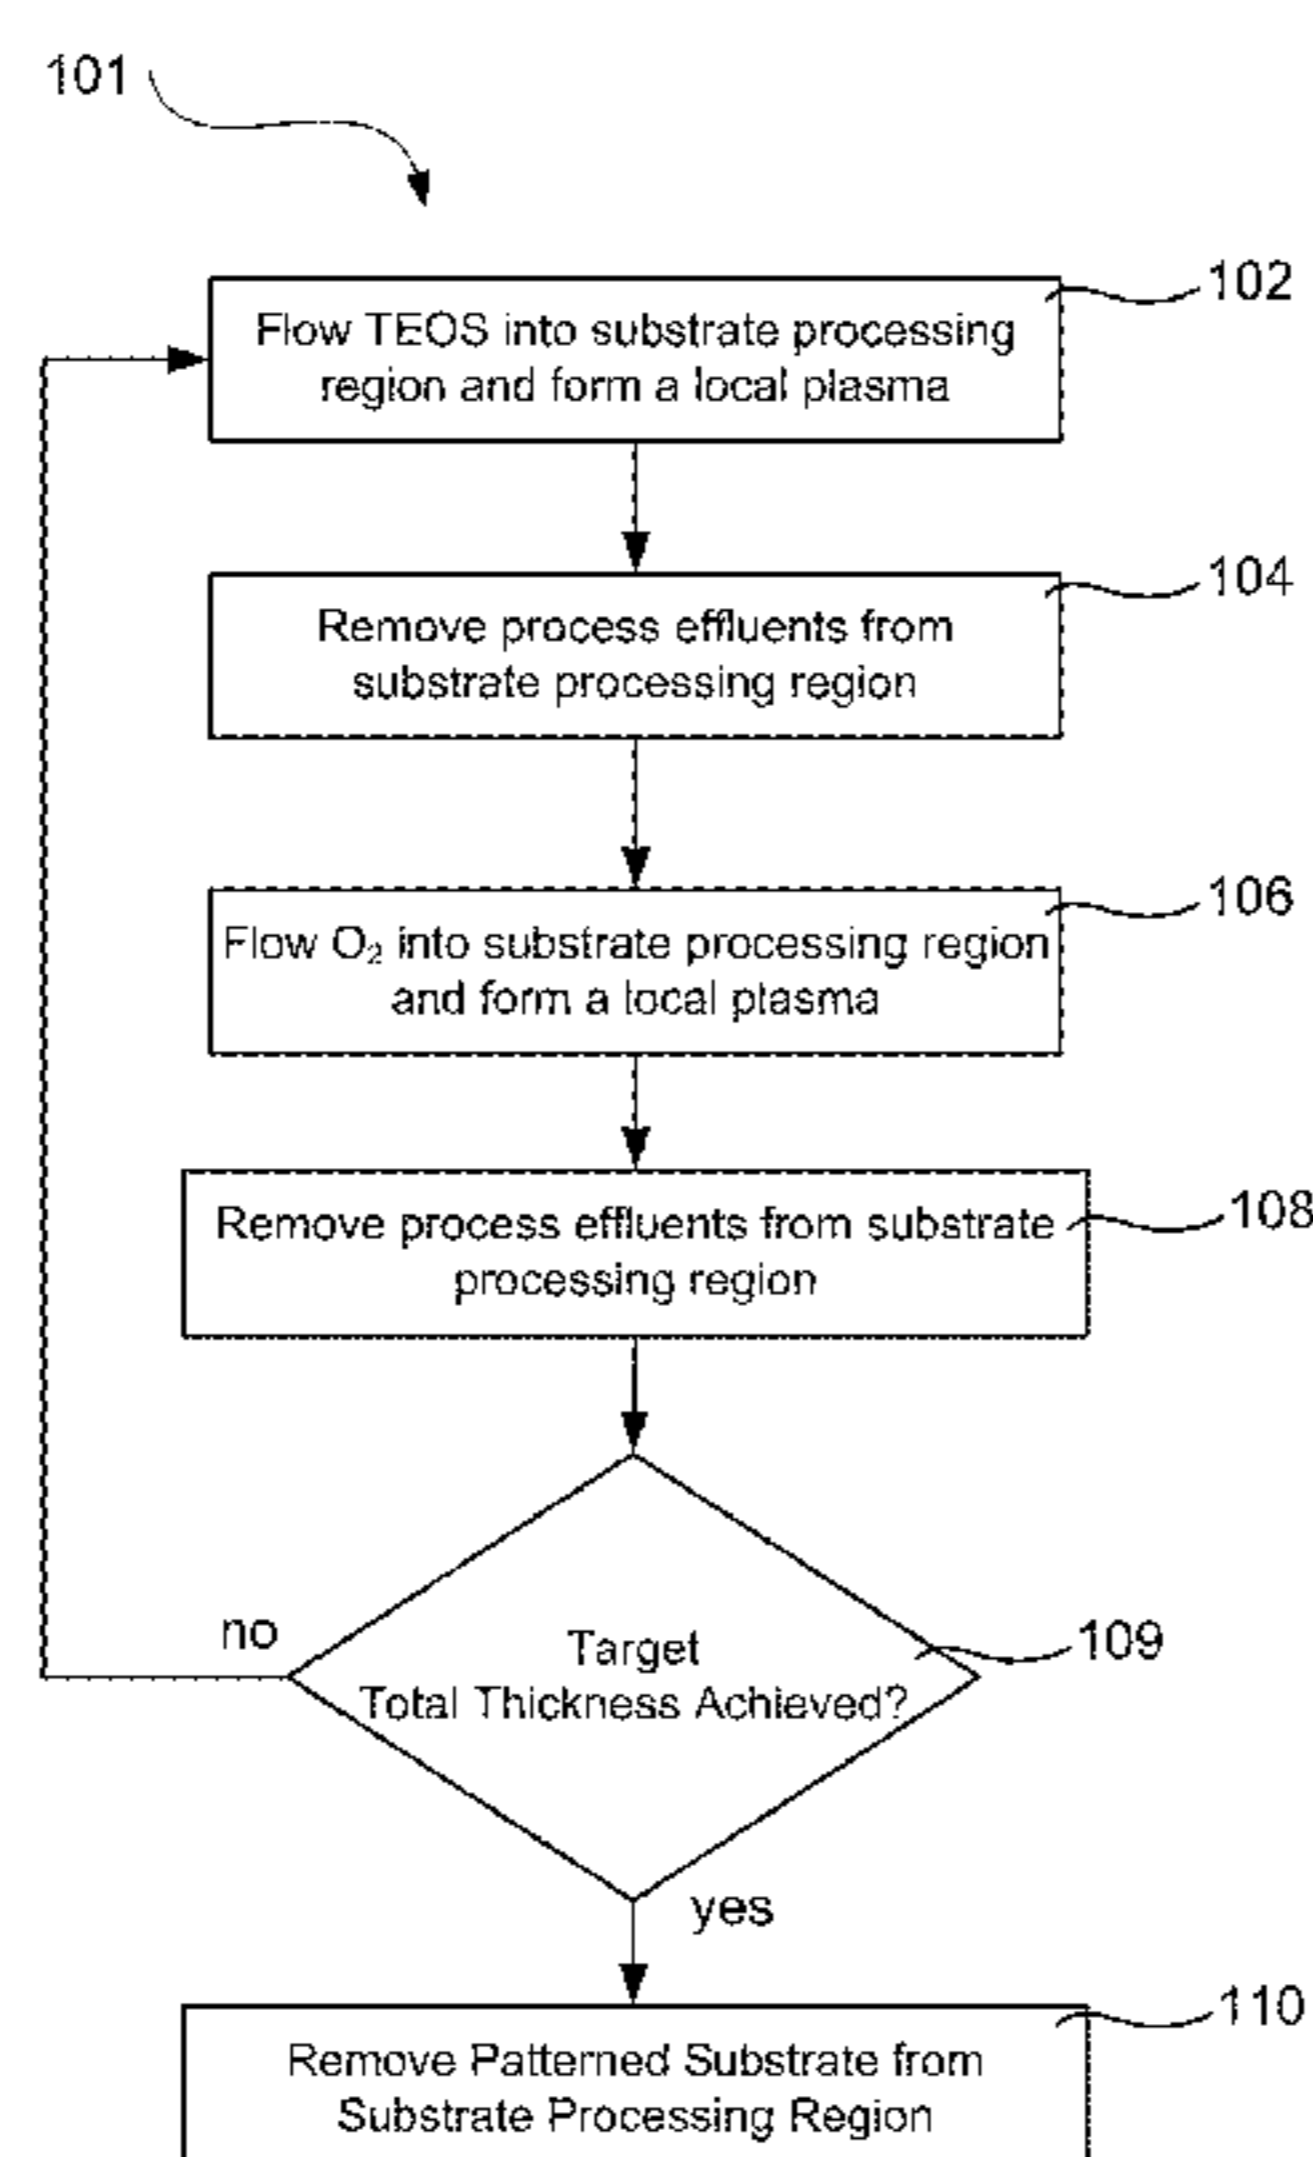 101
102
Flow TEOS into substrate processing
region and form a local plasma
104
Remove process effluents from
substrate processing region
106
Flow O₂ into substrate processing region
and form a local plasma
108
Remove process effluents from substrate
processing region
no
109
Target
Total Thickness Achieved?
yes
110
Remove Patterned Substrate from
Substrate Processing Region